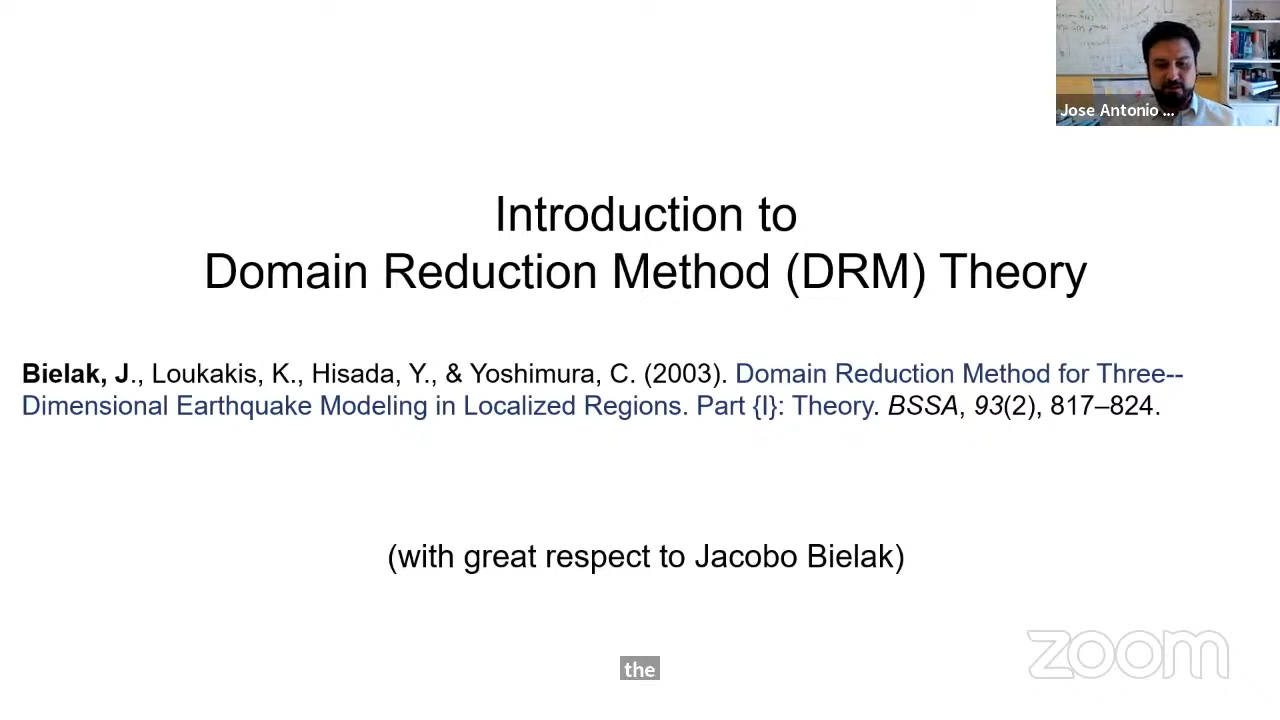 Jose Antonio ...
Introduction to
Domain Reduction Method (DRM) Theory
Bielak, J., Loukakis, K., Hisada, Y., & Yoshimura, C. (2003). Domain Reduction Method for Three--
Dimensional Earthquake Modeling in Localized Regions. Part {I}: Theory. BSSA, 93(2), 817–824.
(with great respect to Jacobo Bielak)
zoom
the